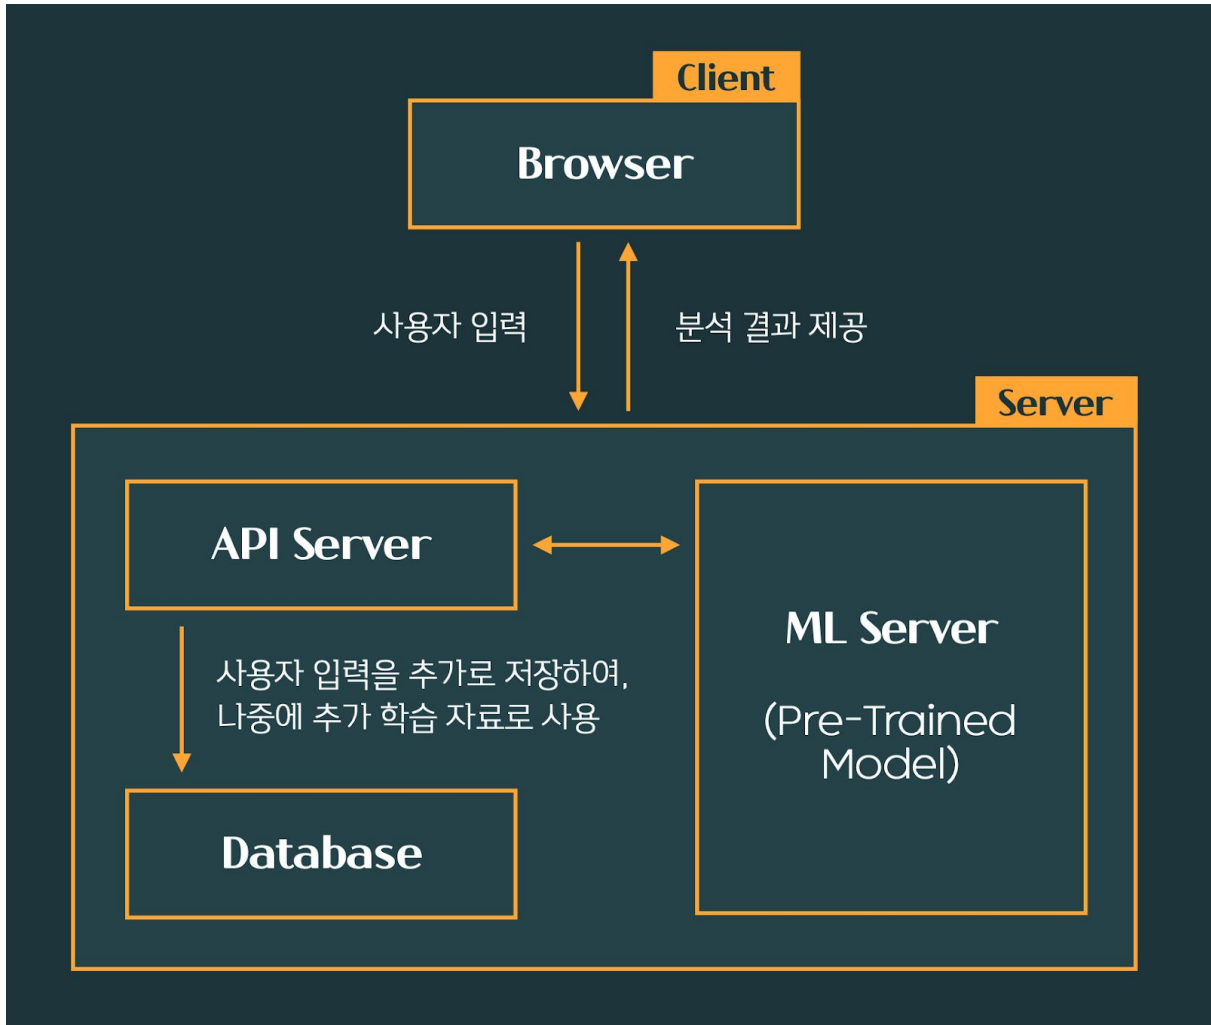 Client
Browser
사용자 입력
분석 결과 제공
Server
API Server
사용자 입력을 추가로 저장하여,
나중에 추가 학습 자료로 사용
Database
ML Server
(Pre-Trained
Model)